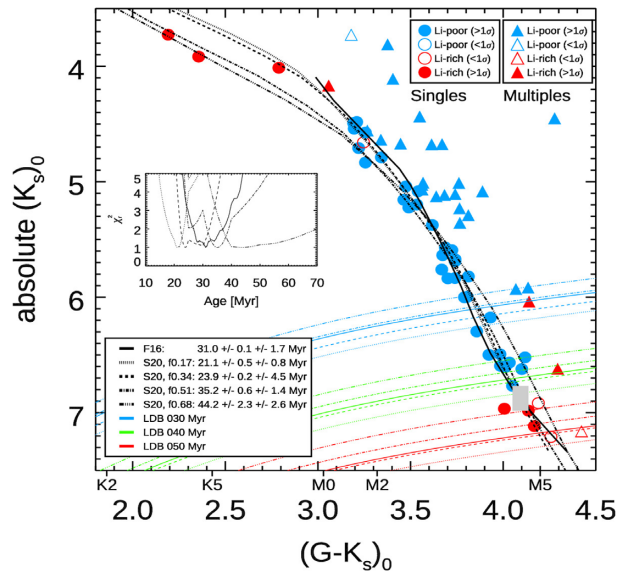 Li-poor (>1σ)
Li-poor (<1σ)
Li-rich (<1σ)
Li-rich (>1σ)
Singles
Li-poor (>1σ)
Li-poor (<1σ)
Li-rich (<1σ)
Li-rich (>1σ)
Multiples
4
5
6
7
absolute (Ks)0
5
4
3
2
1
0
χ²r
10 20 30 40 50 60 70
Age [Myr]
F16: 31.0 +/- 0.1 +/- 1.7 Myr
S20, f0.17: 21.1 +/- 0.5 +/- 0.8 Myr
S20, f0.34: 23.9 +/- 0.2 +/- 4.5 Myr
S20, f0.51: 35.2 +/- 0.6 +/- 1.4 Myr
S20, f0.68: 44.2 +/- 2.3 +/- 2.6 Myr
LDB 030 Myr
LDB 040 Myr
LDB 050 Myr
K2 K5 M0 M2 M5
2.0 2.5 3.0 3.5 4.0 4.5
(G-Ks)0